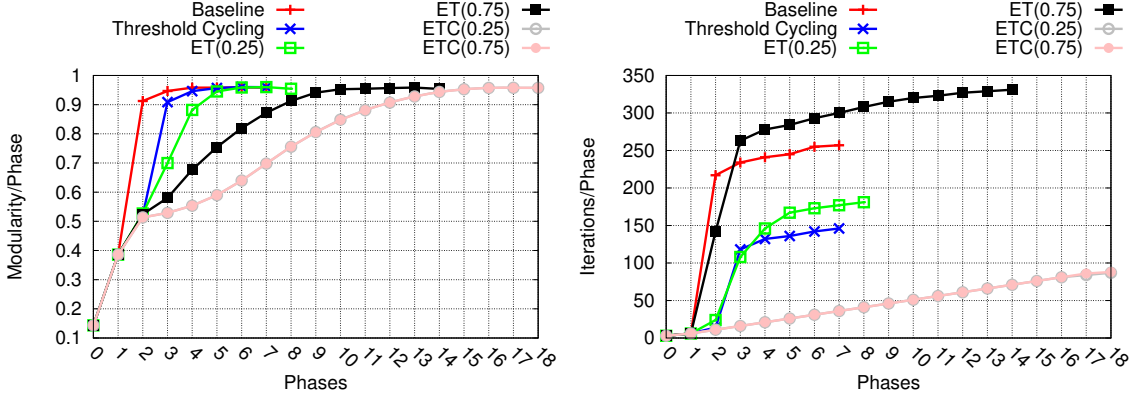 Baseline
Threshold Cycling
ET(0.25)
ET(0.75)
ETC(0.25)
ETC(0.75)
Modularity/Phase
1
0.9
0.8
0.7
0.6
0.5
0.4
0.3
0.2
0.1
0 1 2 3 4 5 6 7 8 9 10 11 12 13 14 15 16 17 18
Phases
Baseline
Threshold Cycling
ET(0.25)
ET(0.75)
ETC(0.25)
ETC(0.75)
Iterations/Phase
350
300
250
200
150
100
50
0
0 1 2 3 4 5 6 7 8 9 10 11 12 13 14 15 16 17 18
Phases